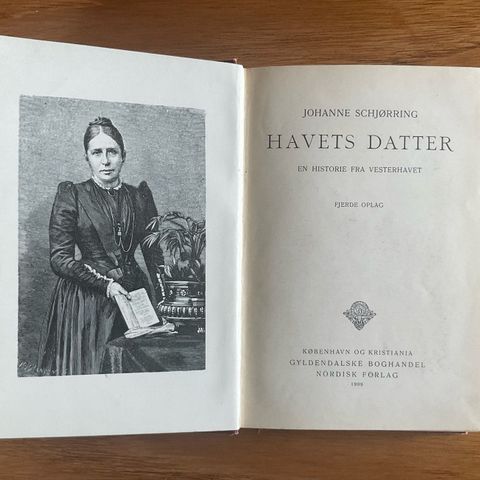 JOHANNE SCHJØRRING
HAVETS DATTER
EN HISTORIE FRA VESTERHAVET
FJERDE OPLAG
KØBENHAVN OG KRISTIANIA
GYLDENDALSKE BOGHANDEL
NORDISK FORLAG